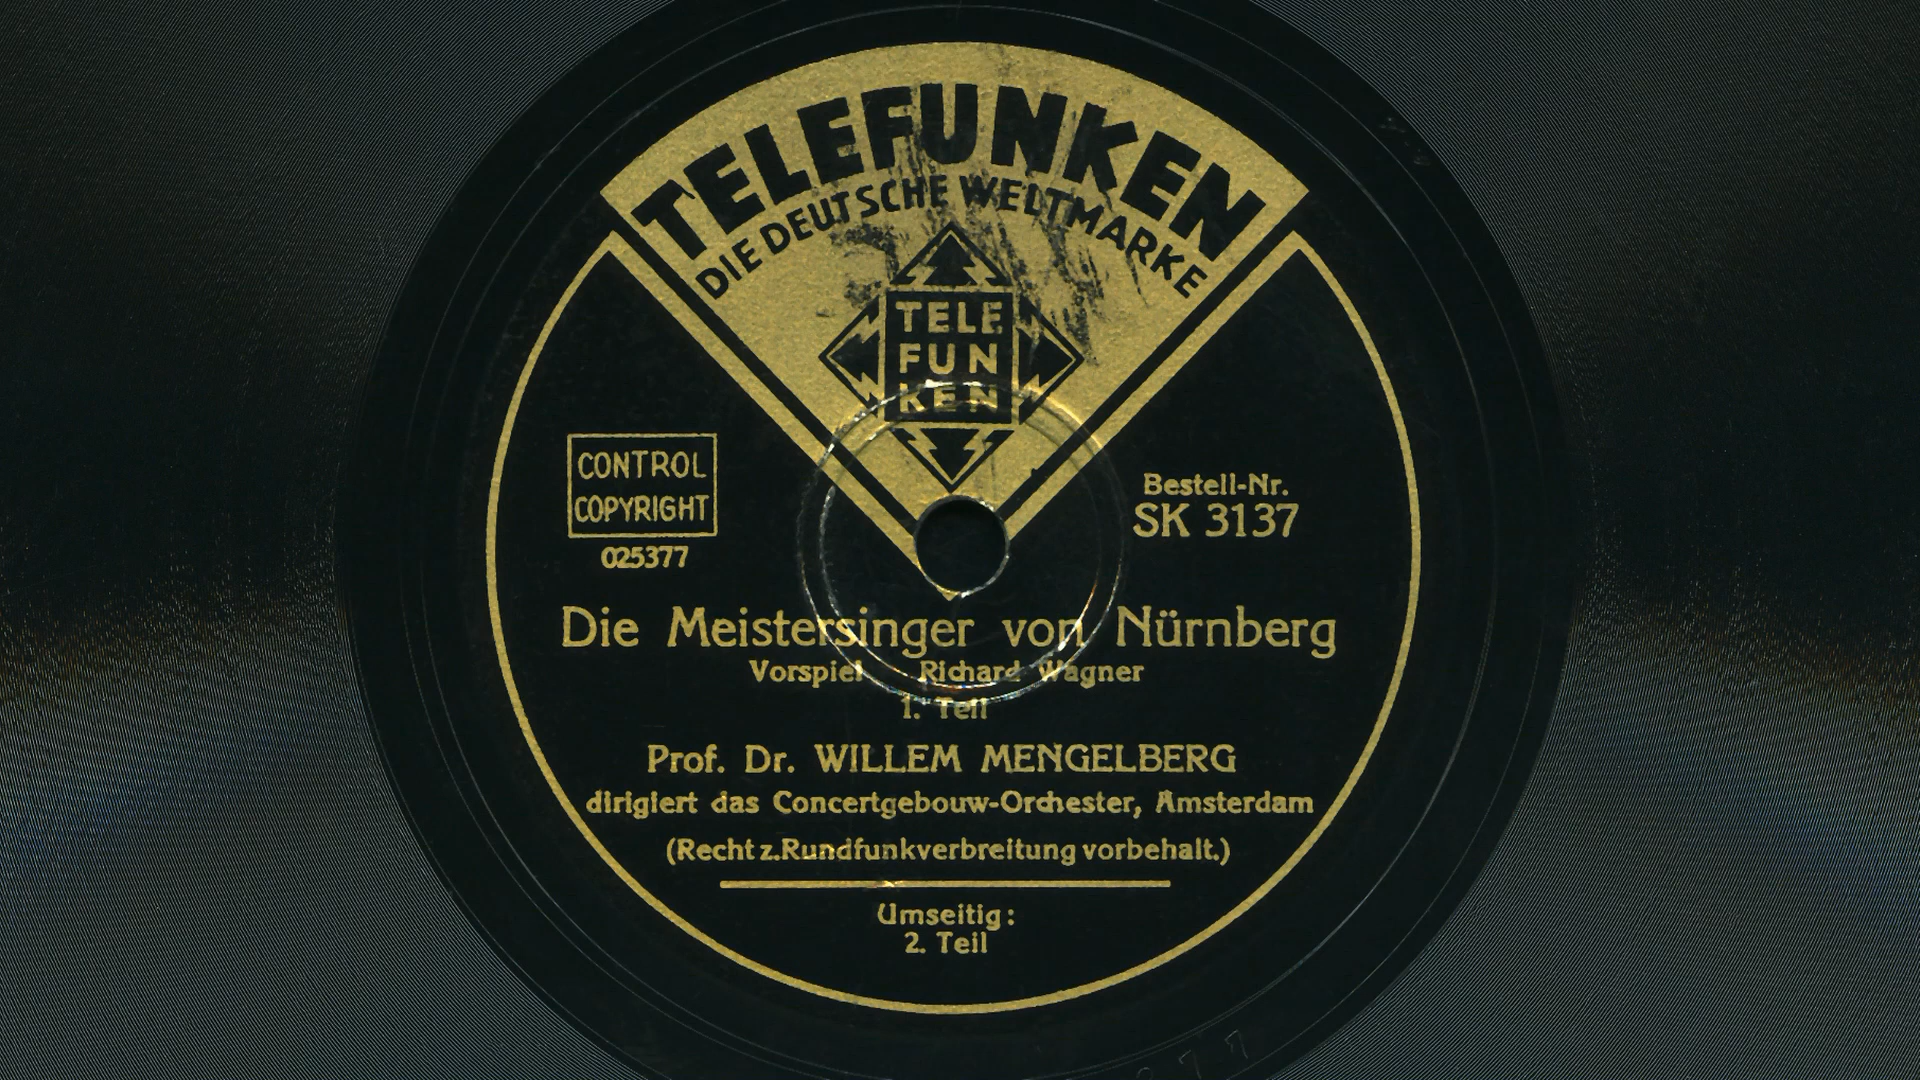 TELEFUNKEN
DIE DEUTSCHE WELTMARKE
TELE
FUN
KEN
CONTROL
COPYRIGHT
025377
Bestell-Nr.
SK 3137
Die Meistersinger von Nürnberg
Vorspiel Richard Wagner
1. Teil
Prof. Dr. WILLEM MENGELBERG
dirigiert das Concertgebouw-Orchester, Amsterdam
(Recht z. Rundfunkverbreitung vorbehalt.)
Umseitig:
2. Teil